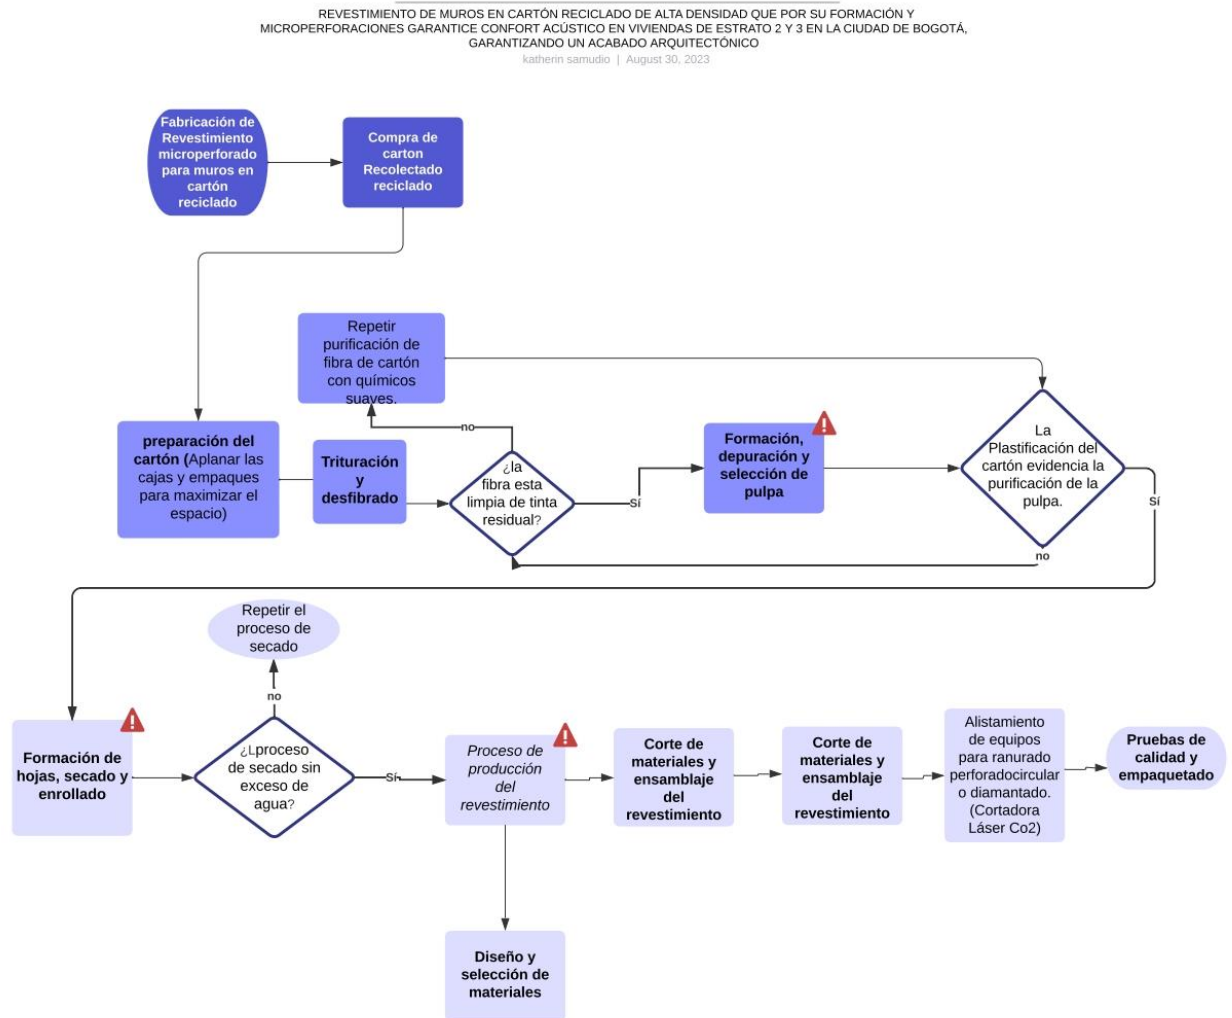 REVESTIMIENTO DE MUROS EN CARTÓN RECICLADO DE ALTA DENSIDAD QUE POR SU FORMACIÓN Y
MICROPERFORACIONES GARANTICE CONFORT ACÚSTICO EN VIVIENDAS DE ESTRATO 2 Y 3 EN LA CIUDAD DE BOGOTÁ,
GARANTIZANDO UN ACABADO ARQUITECTÓNICO
katherin samudio | August 30, 2023
Fabricación de
Revestimiento
microperforado
para muros en
cartón
reciclado
Compra de
carton
Recolectado
reciclado
Repetir
purificación de
fibra de cartón
con químicos
suaves.
no
preparación del
cartón (Aplanar las
cajas y empaques
para maximizar el
espacio)
Trituración
y
desfibrado
¿la
fibra esta
limpia de tinta
residual?
Sí
Formación,
depuración y
selección de
pulpa
La
Plastificación del
cartón evidencia la
purificación de la
pulpa.
Sí
no
Repetir el
proceso de
secado
no
Formación de
hojas, secado y
enrollado
¿Lproceso
de secado sin
exceso de
agua?
Sí
Proceso de
producción
del
revestimiento
Corte de
materiales y
ensamblaje
del
revestimiento
Corte de
materiales y
ensamblaje
del
revestimiento
Alistamiento
de equipos
para ranurado
perforadocircular
o diamantado.
(Cortadora
Láser Co2)
Pruebas de
calidad y
empaquetado
Diseño y
selección de
materiales